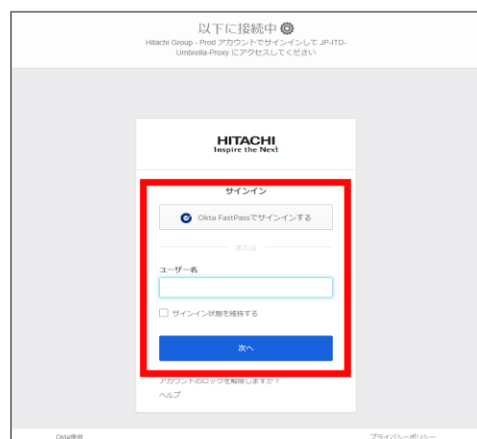 以下に接続中
Hitachi Group - Prod アカウントでサインインして JP-ITD-
Umbrella-Proxy にアクセスしてください
HITACHI
Inspire the Next
サインイン
Okta FastPassでサインインする
または
ユーザー名
サインイン状態を維持する
次へ
アカウントのロックを解除しますか?
ヘルプ
Okta提供
プライバシーポリシー